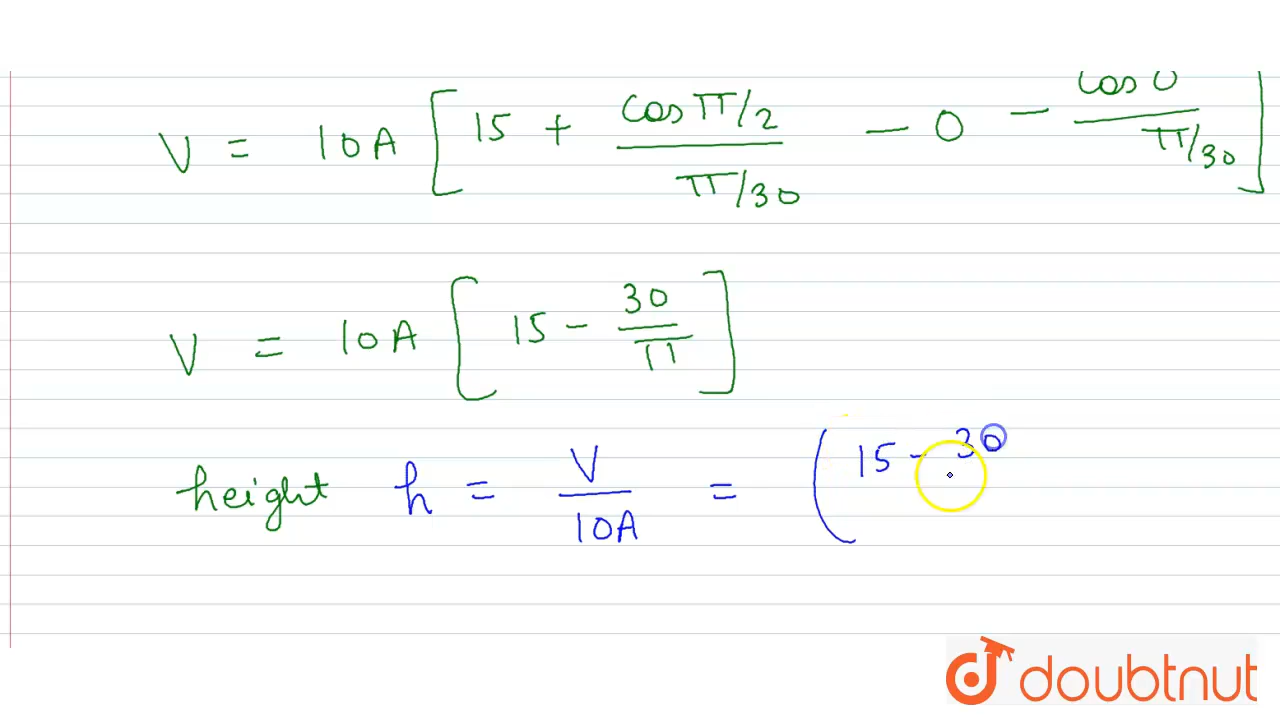 V = 10A [ 15 + cos π/2 / π/30 - 0 - cos 0 / π/30 ]
V = 10A [ 15 - 30/π ]
height h = V/10A = ( 15 - 30
doubtnut